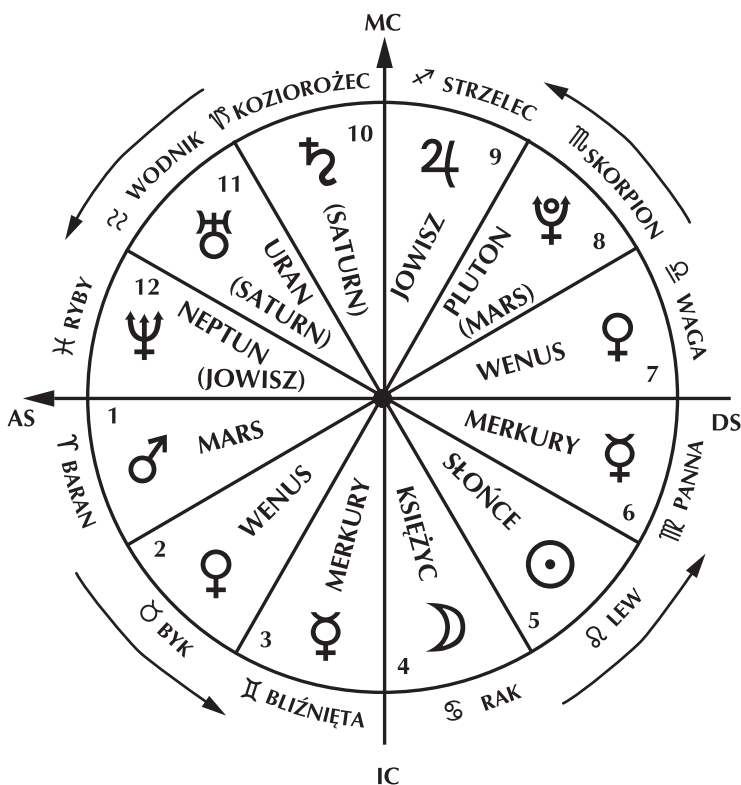 MC
♑ KOZIOROŻEC
♐ STRZELEC
♒ WODNIK
♏ SKORPION
♓ RYBY
♎ WAGA
10
(SATURN)
9
JOWISZ
11
URAN
(SATURN)
8
PLUTON
(MARS)
12
NEPTUN
(JOWISZ)
7
WENUS
AS
DS
1
MARS
6
MERKURY
2
WENUS
5
SŁOŃCE
3
MERKURY
4
KSIĘŻYC
♈ BARAN
♍ PANNA
♉ BYK
♌ LEW
♊ BLIŹNIĘTA
♋ RAK
IC